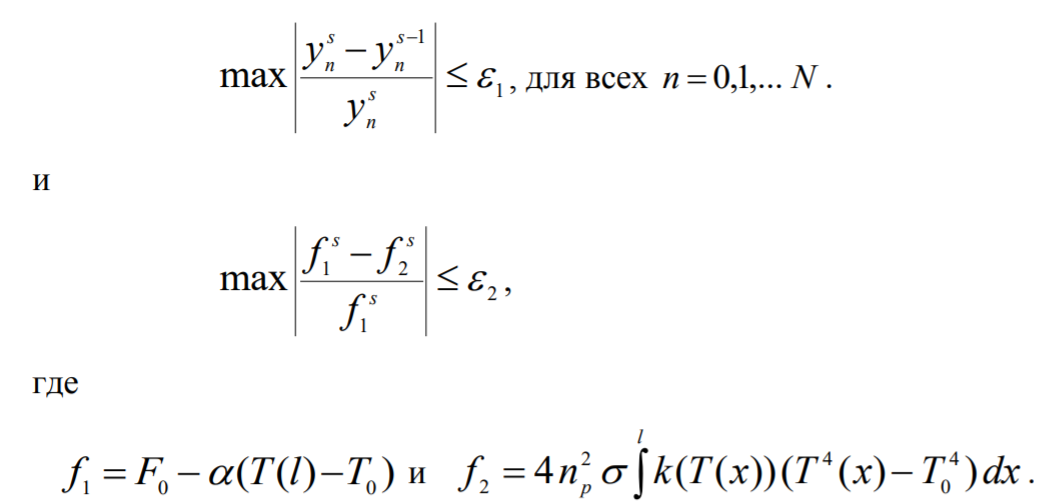 max |(y_n^s − y_n^{s−1}) / y_n^s| ≤ ε_1, для всех n = 0,1,... N .
и
max |(f_1^s − f_2^s) / f_1^s| ≤ ε_2,
где
f_1 = F_0 − α(T(l) − T_0) и f_2 = 4n_p^2 σ ∫_0^l k(T(x))(T^4(x) − T_0^4) dx .